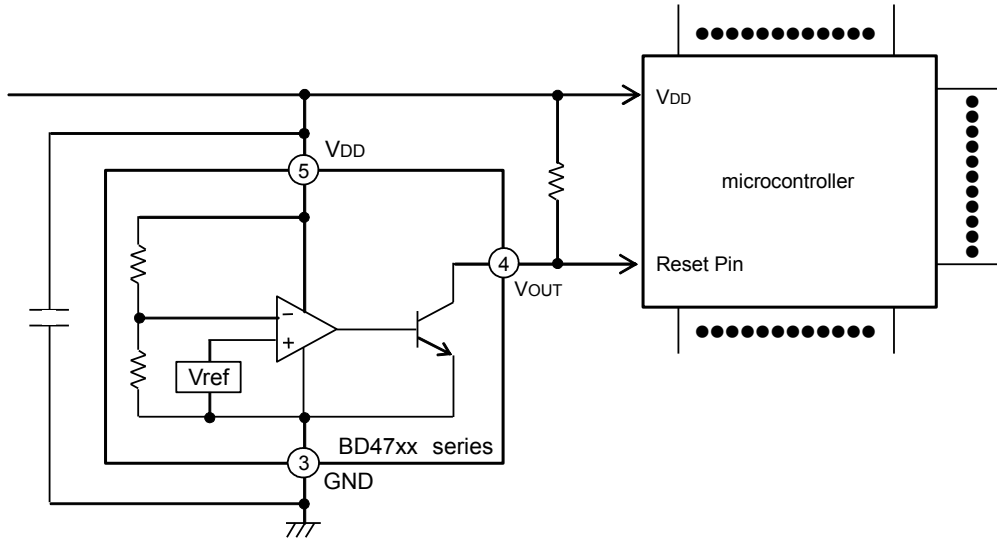 VDD
5
VDD
microcontroller
4
VOUT
Reset Pin
−
+
Vref
BD47xx series
3
GND